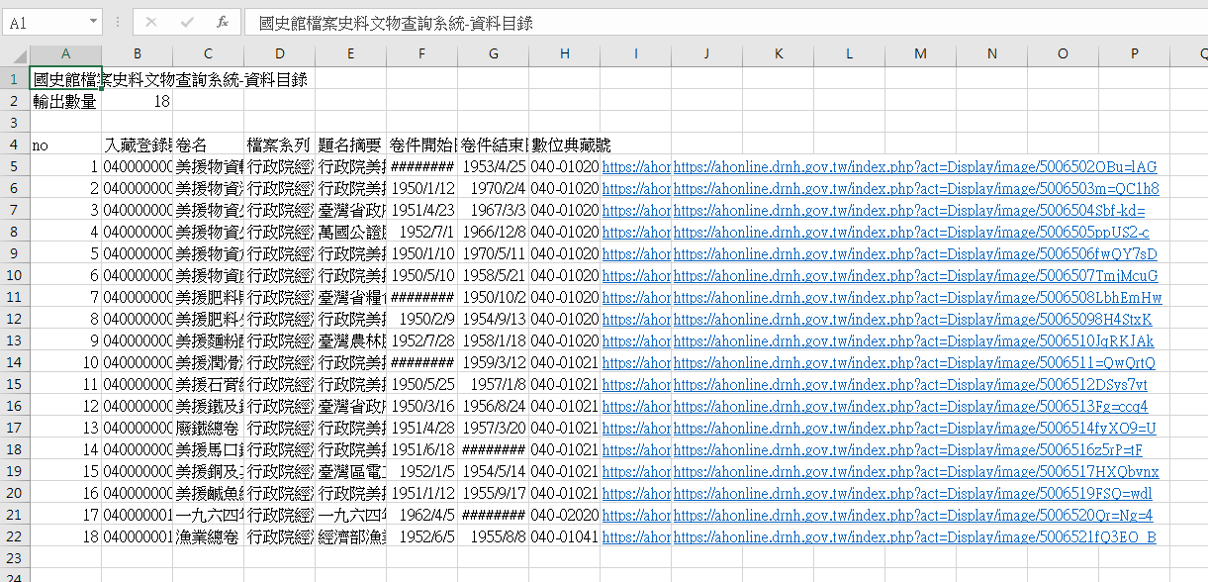 A1 fx 國史館檔案史料文物查詢系統-資料目錄
A B C D E F G H I J K L M N O P Q
1 國史館檔案史料文物查詢系統-資料目錄
2 輸出數量 18
3
4 no 入藏登錄 卷名 檔案系列 題名摘要 卷件開始 卷件結束 數位典藏號
5 1 040000000 美援物資 行政院經 行政院美 ######## 1953/4/25 040-01020 https://ahor https://ahonline.drnh.gov.tw/index.php?act=Display/image/5006502OBu=lAG
6 2 040000000 美援物資 行政院經 行政院美 1950/1/12 1970/2/4 040-01020 https://ahor https://ahonline.drnh.gov.tw/index.php?act=Display/image/5006503m=QC1h8
7 3 040000000 美援物資 行政院經 臺灣省政 1951/4/23 1967/3/3 040-01020 https://ahor https://ahonline.drnh.gov.tw/index.php?act=Display/image/5006504Sbf-kd=
8 4 040000000 美援物資 行政院經 萬國公證 1952/7/1 1966/12/8 040-01020 https://ahor https://ahonline.drnh.gov.tw/index.php?act=Display/image/5006505ppUS2-c
9 5 040000000 美援物資 行政院經 行政院美 1950/1/10 1970/5/11 040-01020 https://ahor https://ahonline.drnh.gov.tw/index.php?act=Display/image/5006506fwQY7sD
10 6 040000000 美援物資 行政院經 行政院美 1950/5/10 1958/5/21 040-01020 https://ahor https://ahonline.drnh.gov.tw/index.php?act=Display/image/5006507TmjMcuG
11 7 040000000 美援肥料 行政院經 臺灣省糧 ######## 1950/10/2 040-01020 https://ahor https://ahonline.drnh.gov.tw/index.php?act=Display/image/5006508LbhEmHw
12 8 040000000 美援肥料 行政院經 行政院美 1950/2/9 1954/9/13 040-01020 https://ahor https://ahonline.drnh.gov.tw/index.php?act=Display/image/50065098H4StxK
13 9 040000000 美援麵粉 行政院經 臺灣農林 1952/7/28 1958/1/18 040-01020 https://ahor https://ahonline.drnh.gov.tw/index.php?act=Display/image/5006510JqRKJAk
14 10 040000000 美援潤滑 行政院經 行政院美 ######## 1959/3/12 040-01021 https://ahor https://ahonline.drnh.gov.tw/index.php?act=Display/image/5006511=QwQrtQ
15 11 040000000 美援石膏 行政院經 行政院美 1950/5/25 1957/1/8 040-01021 https://ahor https://ahonline.drnh.gov.tw/index.php?act=Display/image/5006512DSys7vt
16 12 040000000 美援鐵及 行政院經 臺灣省政 1950/3/16 1956/8/24 040-01021 https://ahor https://ahonline.drnh.gov.tw/index.php?act=Display/image/5006513Fg=ccq4
17 13 040000000 廢鐵總卷 行政院經 行政院美 1951/4/28 1957/3/20 040-01021 https://ahor https://ahonline.drnh.gov.tw/index.php?act=Display/image/5006514fyXO9=U
18 14 040000000 美援馬口 行政院經 行政院美 1951/6/18 ######## 040-01021 https://ahor https://ahonline.drnh.gov.tw/index.php?act=Display/image/5006516z5rP=tF
19 15 040000000 美援銅及 行政院經 臺灣區電 1952/1/5 1954/5/14 040-01021 https://ahor https://ahonline.drnh.gov.tw/index.php?act=Display/image/5006517HXQbvnx
20 16 040000000 美援鹹魚 行政院經 行政院美 1951/1/12 1955/9/17 040-01021 https://ahor https://ahonline.drnh.gov.tw/index.php?act=Display/image/5006519FSQ=wdl
21 17 040000001 一九六四 行政院經 一九六四 1962/4/5 ######## 040-02020 https://ahor https://ahonline.drnh.gov.tw/index.php?act=Display/image/5006520Qr=Ng=4
22 18 040000001 漁業總卷 行政院經 經濟部漁 1952/6/5 1955/8/8 040-01041 https://ahor https://ahonline.drnh.gov.tw/index.php?act=Display/image/5006521fQ3EO_B
23
24